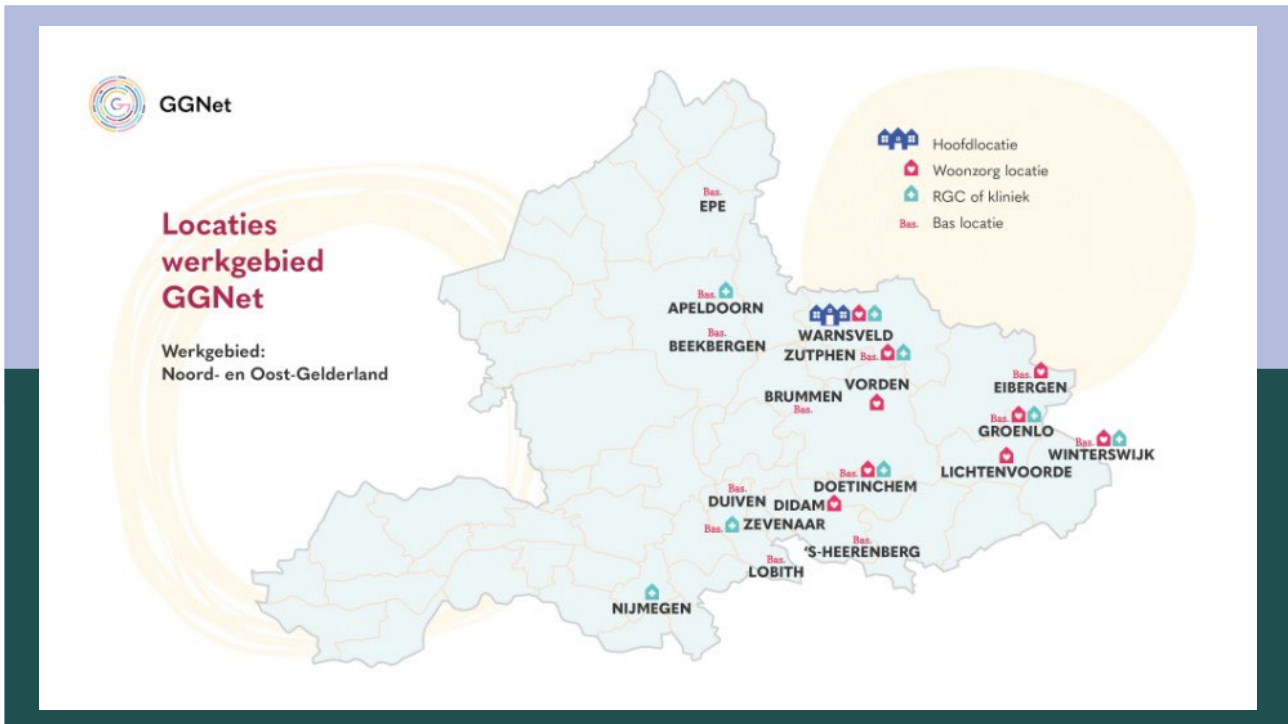 GGNet
Locaties
werkgebied
GGNet
Werkgebied:
Noord- en Oost-Gelderland
Hoofdlocatie
Woonzorg locatie
RGC of kliniek
Bas. Bas locatie
Bas.
EPE
Bas.
APELDOORN
Bas.
BEEKBERGEN
WARNSVELD
ZUTPHEN Bas.
VORDEN
BRUMMEN
Bas.
Bas.
EIBERGEN
Bas.
GROENLO
Bas.
WINTERSWIJK
LICHTENVOORDE
Bas.
DOETINCHEM
Bas.
DUIVEN
DIDAM
Bas. ZEVENAAR
Bas.
'S-HEERENBERG
Bas.
LOBITH
NIJMEGEN